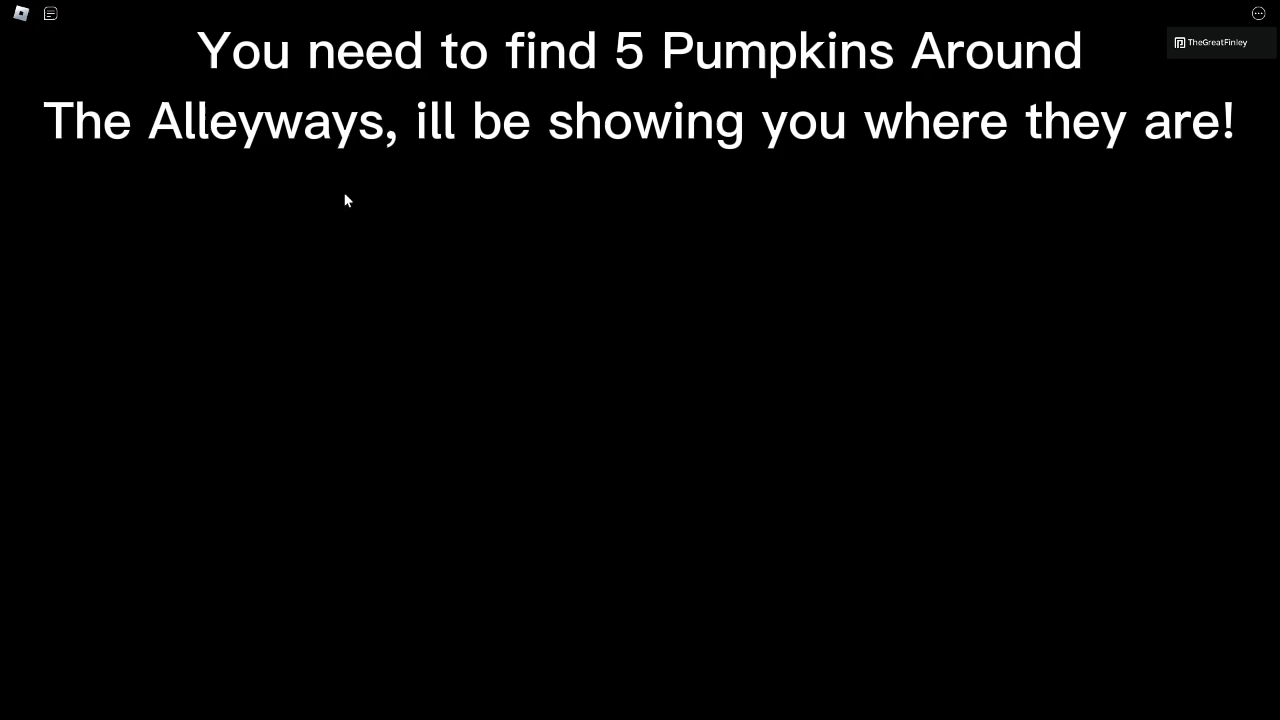 You need to find 5 Pumpkins Around
TheGreatFinley
The Alleyways, ill be showing you where they are!